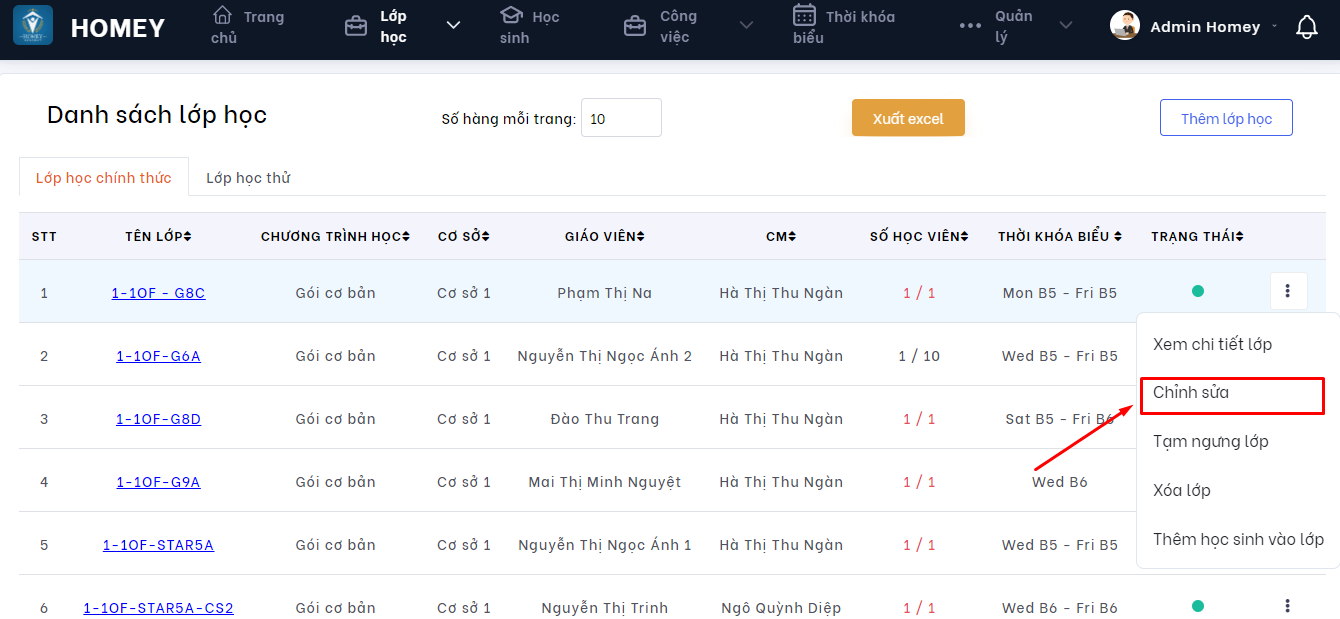 HOMEY
Trang chủ
Lớp học
Học sinh
Công việc
Thời khóa biểu
Quản lý
Admin Homey
Danh sách lớp học
Số hàng mỗi trang: 10
Xuất excel
Thêm lớp học
Lớp học chính thức
Lớp học thử
STT TÊN LỚP CHƯƠNG TRÌNH HỌC CƠ SỞ GIÁO VIÊN CM SỐ HỌC VIÊN THỜI KHÓA BIỂU TRẠNG THÁI
1 1-1OF - G8C Gói cơ bản Cơ sở 1 Phạm Thị Na Hà Thị Thu Ngàn 1 / 1 Mon B5 - Fri B5
2 1-1OF-G6A Gói cơ bản Cơ sở 1 Nguyễn Thị Ngọc Ánh 2 Hà Thị Thu Ngàn 1 / 10 Wed B5 - Fri B5
3 1-1OF-G8D Gói cơ bản Cơ sở 1 Đào Thu Trang Hà Thị Thu Ngàn 1 / 1 Sat B5 - Fri B6
4 1-1OF-G9A Gói cơ bản Cơ sở 1 Mai Thị Minh Nguyệt Hà Thị Thu Ngàn 1 / 1 Wed B6
5 1-1OF-STAR5A Gói cơ bản Cơ sở 1 Nguyễn Thị Ngọc Ánh 1 Hà Thị Thu Ngàn 1 / 1 Wed B5 - Fri B5
6 1-1OF-STAR5A-CS2 Gói cơ bản Cơ sở 1 Nguyễn Thị Trinh Ngô Quỳnh Diệp 1 / 1 Wed B6 - Fri B6
Xem chi tiết lớp
Chỉnh sửa
Tạm ngưng lớp
Xóa lớp
Thêm học sinh vào lớp